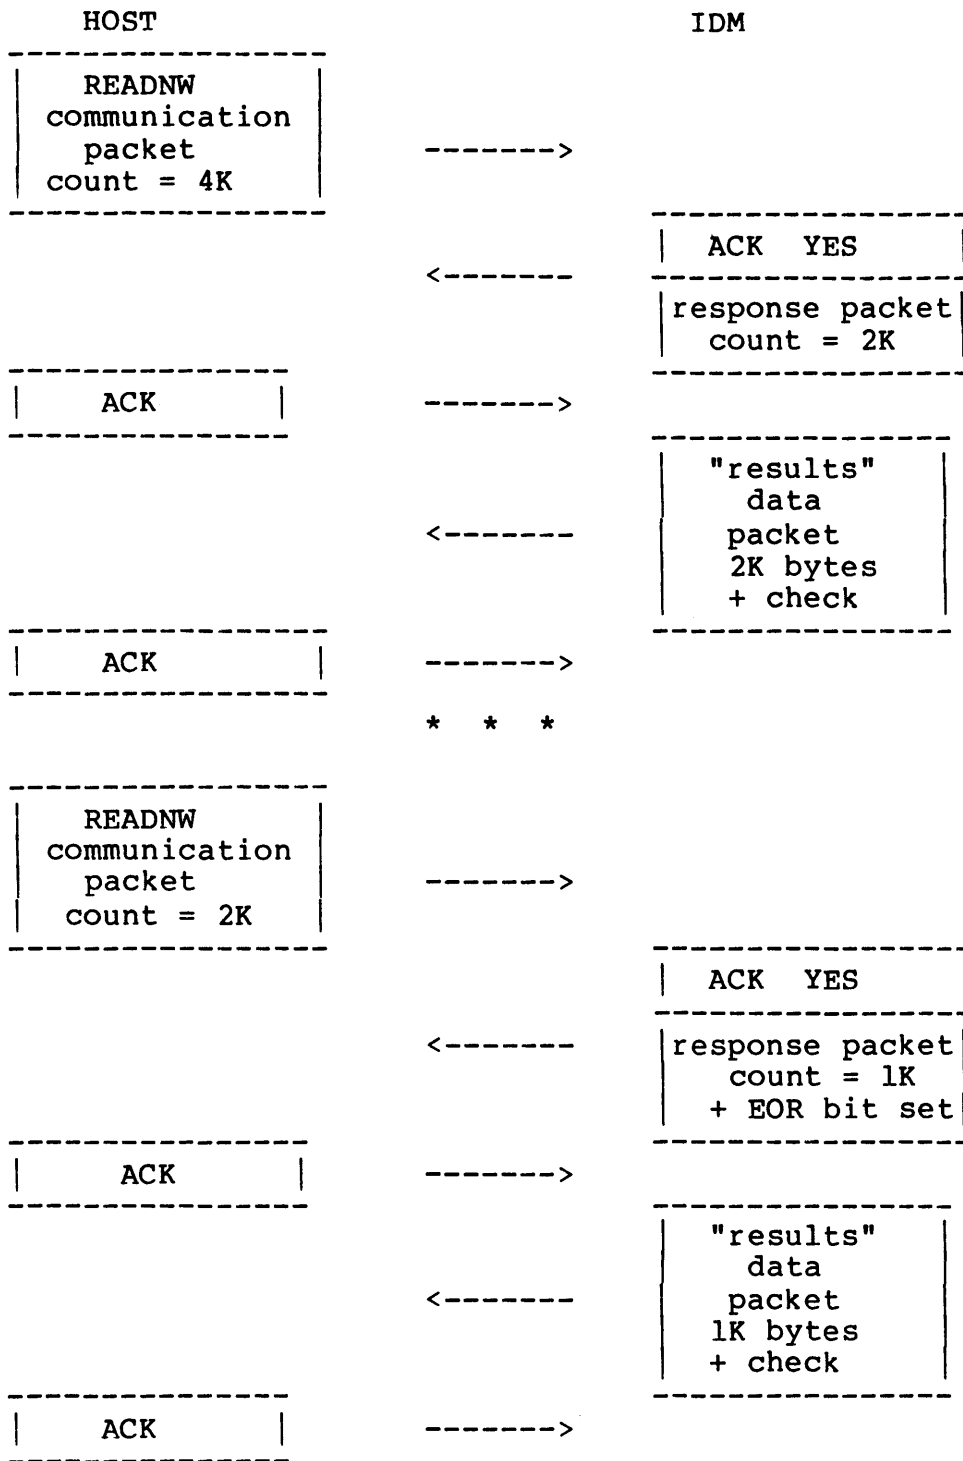 HOST IDM
READNW
communication
packet ------->
count = 4K
ACK YES
<-------
response packet
count = 2K
ACK ------->
"results"
data
<------- packet
2K bytes
+ check
ACK ------->
* * *
READNW
communication
packet ------->
count = 2K
ACK YES
<------- response packet
count = 1K
+ EOR bit set
ACK ------->
"results"
data
<------- packet
1K bytes
+ check
ACK ------->